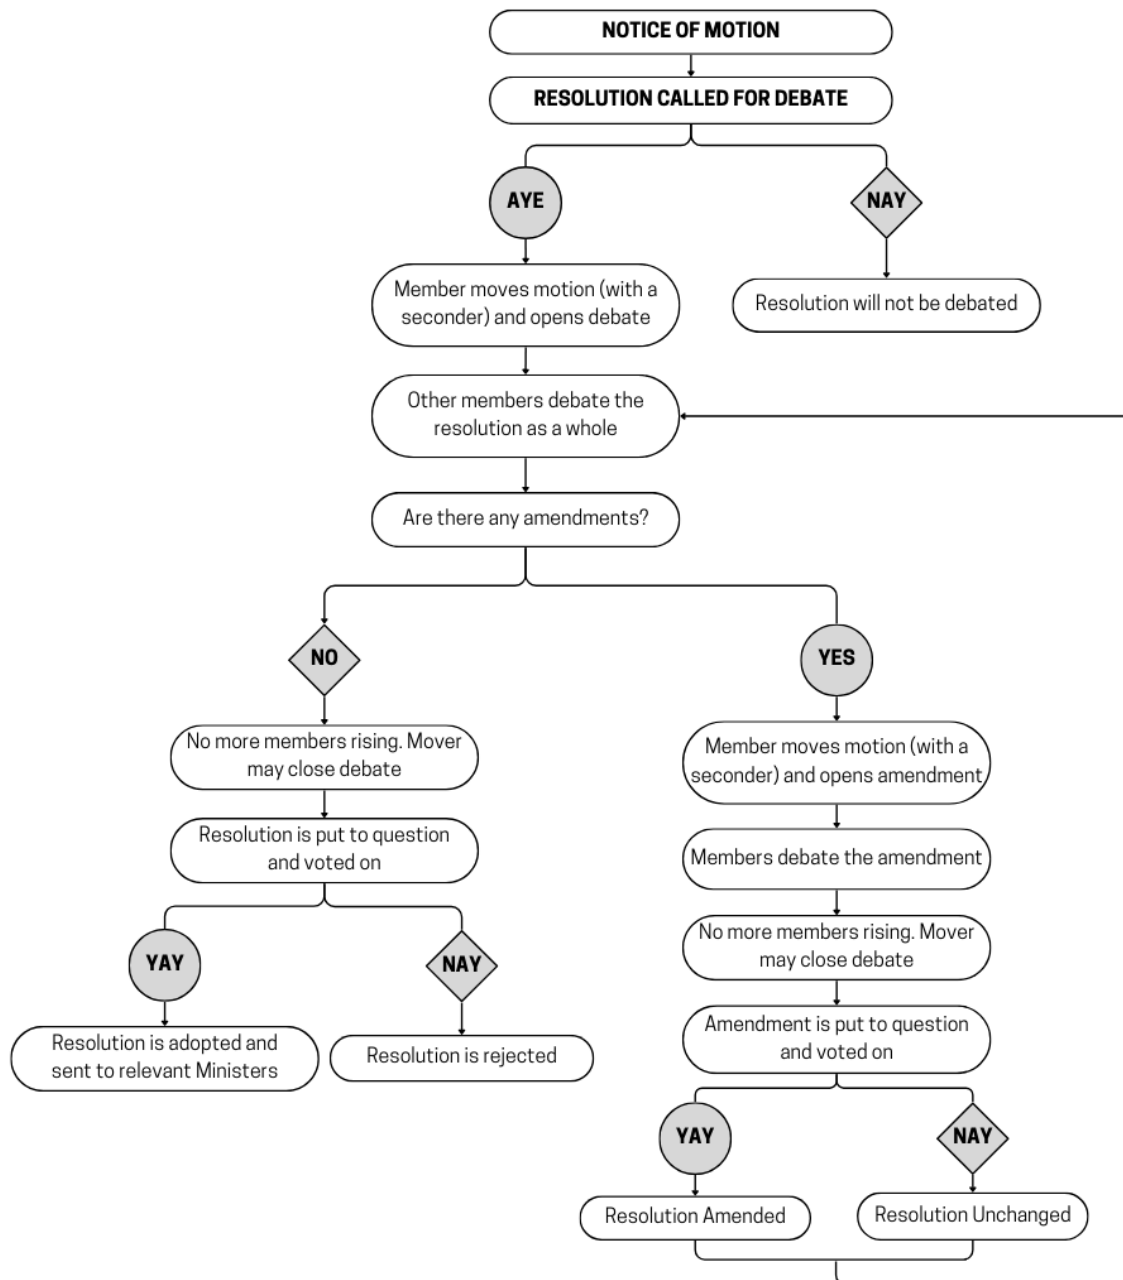 NOTICE OF MOTION
RESOLUTION CALLED FOR DEBATE
AYE
NAY
Member moves motion (with a
seconder) and opens debate
Resolution will not be debated
Other members debate the
resolution as a whole
Are there any amendments?
NO
YES
No more members rising. Mover
may close debate
Resolution is put to question
and voted on
YAY
NAY
Resolution is adopted and
sent to relevant Ministers
Resolution is rejected
Member moves motion (with a
seconder) and opens amendment
Members debate the amendment
No more members rising. Mover
may close debate
Amendment is put to question
and voted on
YAY
NAY
Resolution Amended
Resolution Unchanged